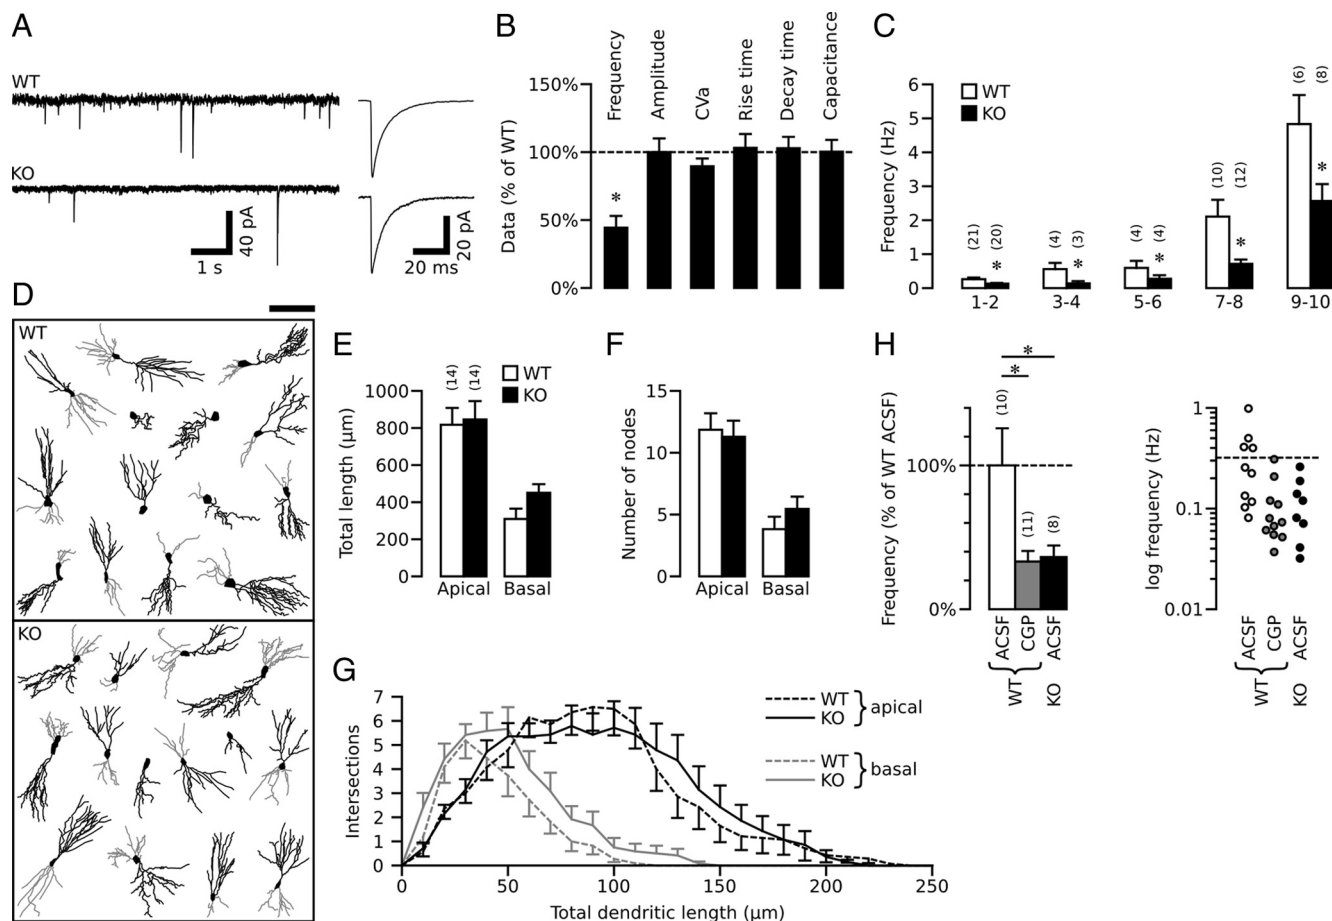 A
WT
KO
1 s
40 pA
20 ms
20 pA
B
Data (% of WT)
150%
100%
50%
0%
Frequency
Amplitude
CVa
Rise time
Decay time
Capacitance
*
C
Frequency (Hz)
6
5
4
3
2
1
0
WT
KO
(21)
(20)
*
(4)
(3)
*
(4)
(4)
*
(10)
(12)
*
(6)
(8)
*
1-2
3-4
5-6
7-8
9-10
D
WT
KO
E
Total length (µm)
1000
800
600
400
200
0
(14)
(14)
WT
KO
Apical
Basal
F
Number of nodes
15
10
5
0
Apical
Basal
G
Intersections
7
6
5
4
3
2
1
0
0
50
100
150
200
250
Total dendritic length (µm)
WT
KO
} apical
WT
KO
} basal
H
Frequency (% of WT ACSF)
100%
0%
*
*
(10)
(11)
(8)
ACSF
CGP
ACSF
WT
KO
log frequency (Hz)
1
0.1
0.01
ACSF
CGP
ACSF
WT
KO